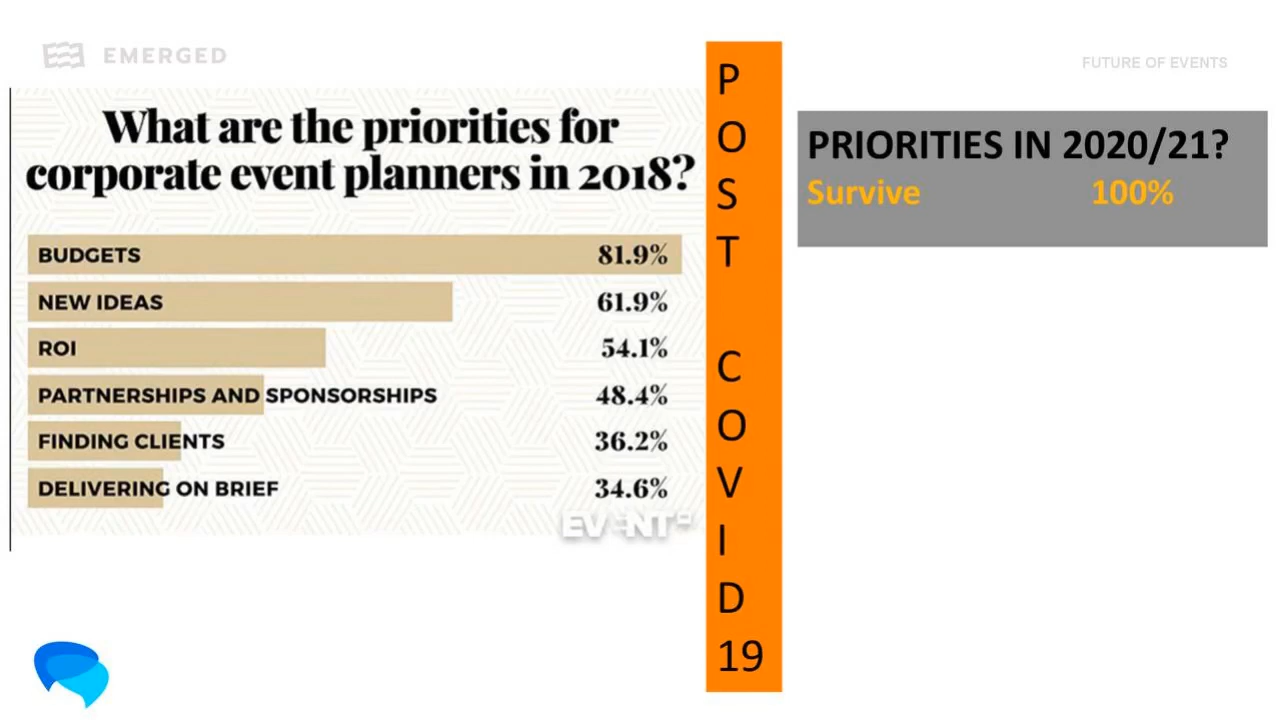 EMERGED
FUTURE OF EVENTS
What are the priorities for
corporate event planners in 2018?
BUDGETS 81.9%
NEW IDEAS 61.9%
ROI 54.1%
PARTNERSHIPS AND SPONSORSHIPS 48.4%
FINDING CLIENTS 36.2%
DELIVERING ON BRIEF 34.6%
P
O
S
T
C
O
V
I
D
19
PRIORITIES IN 2020/21?
Survive 100%